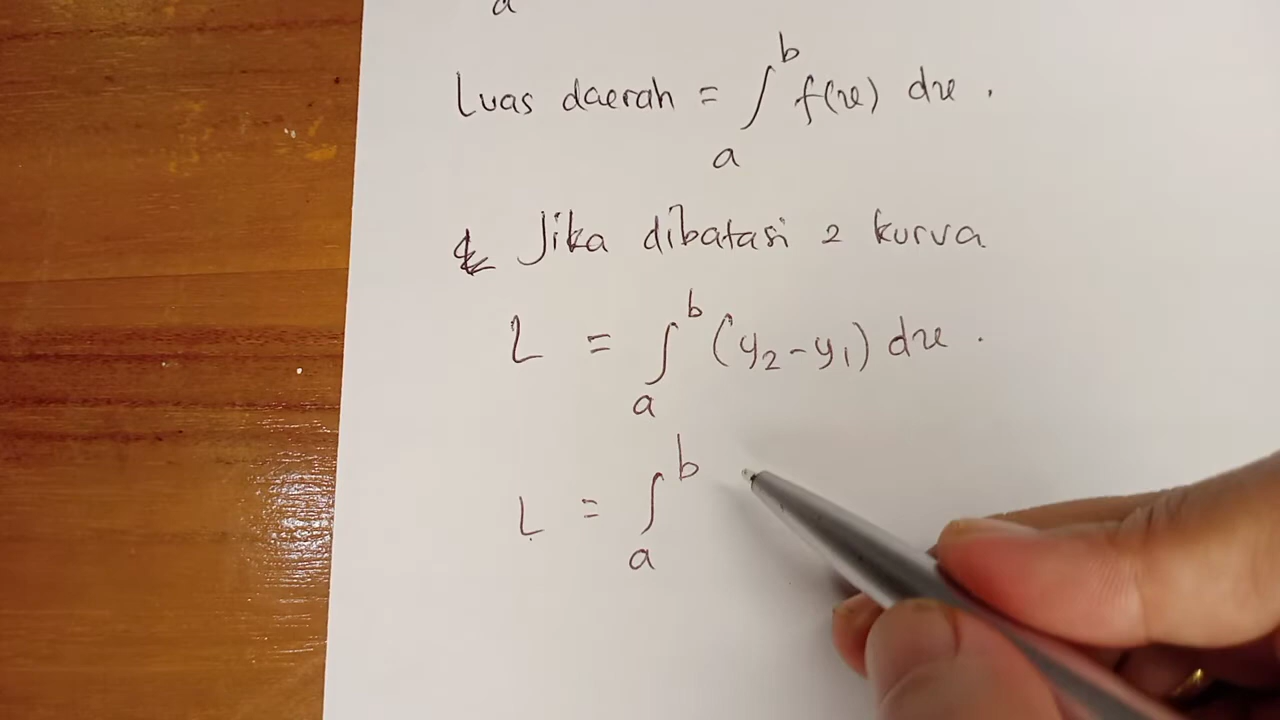 a
Luas daerah = ∫ₐᵇ f(x) dx .
Jika dibatasi 2 kurva
L = ∫ₐᵇ (y₂ - y₁) dx .
L = ∫ₐᵇ